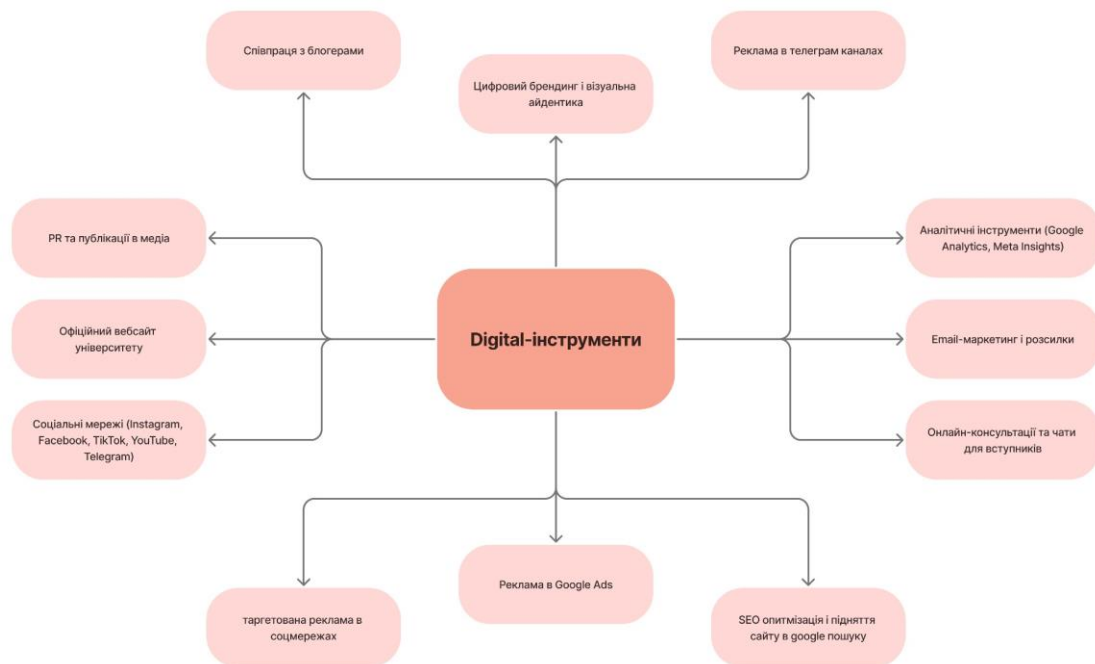 Співпраця з блогерами
Реклама в телеграм каналах
Цифровий брендинг і візуальна
айдентика
PR та публікації в медіа
Аналітичні інструменти (Google
Analytics, Meta Insights)
Офіційний вебсайт
університету
Digital-інструменти
Email-маркетинг і розсилки
Соціальні мережі (Instagram,
Facebook, TikTok, YouTube,
Telegram)
Онлайн-консультації та чати
для вступників
Реклама в Google Ads
таргетована реклама в
соцмережах
SEO опитмізація і підняття
сайту в google пошуку